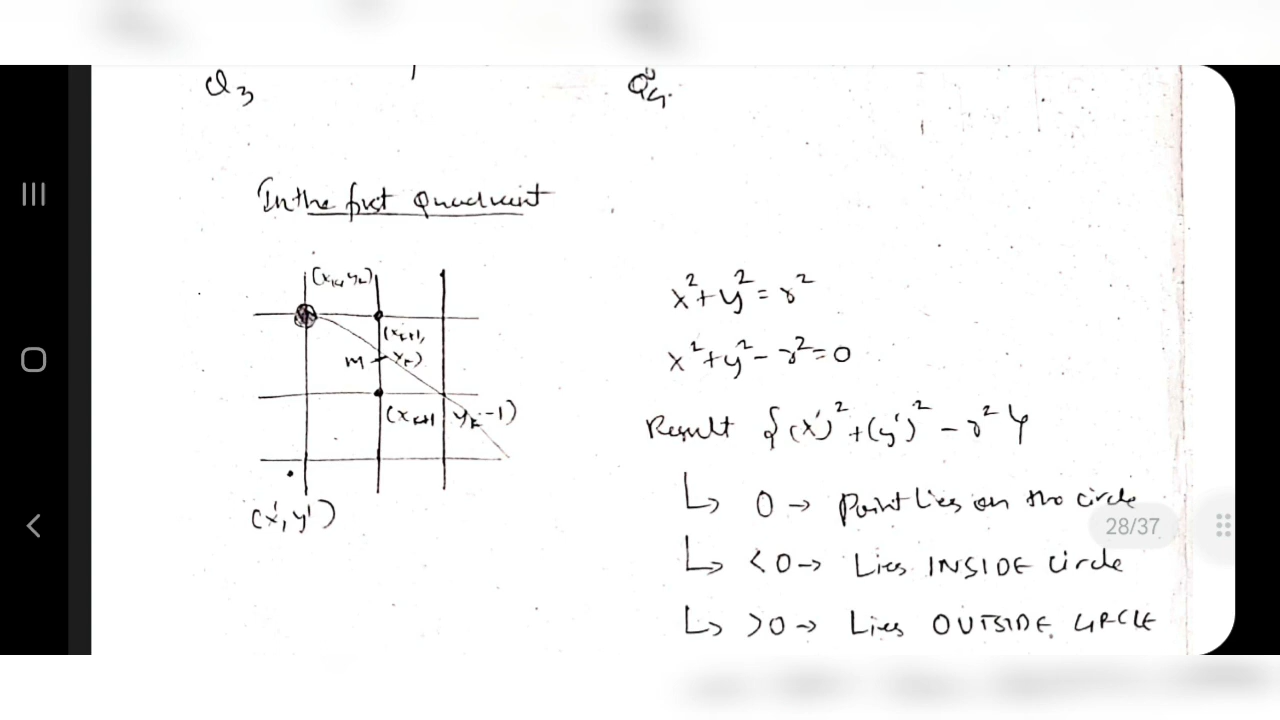 Q3
Q4.
In the first Quadrant
(xk, yk)
(xk+1,
M yk)
(xk+1 yk-1)
(x', y')
x²+y²=r²
x²+y²-r²=0
Result {(x')²+(y')²-r²}
↳ 0→ Point Lies on the circle
28/37
↳ <0→ Lies INSIDE circle
↳ >0→ Lies OUTSIDE CIRCLE